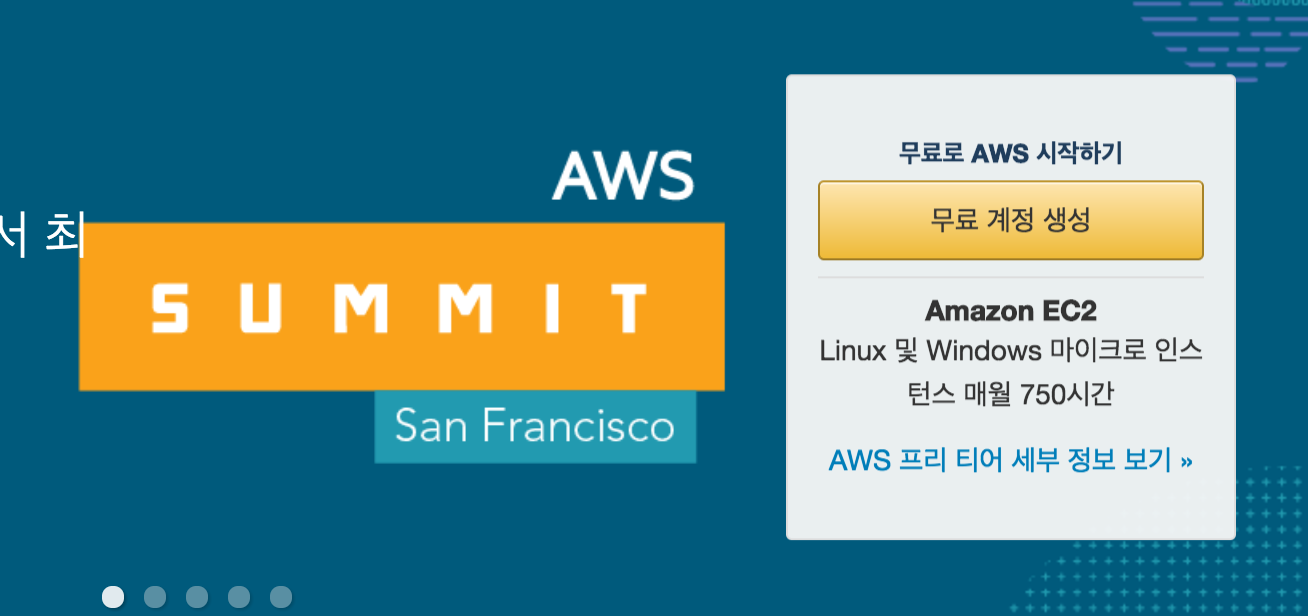 서 최
AWS
SUMMIT
San Francisco
무료로 AWS 시작하기
무료 계정 생성
Amazon EC2
Linux 및 Windows 마이크로 인스
턴스 매월 750시간
AWS 프리 티어 세부 정보 보기 »